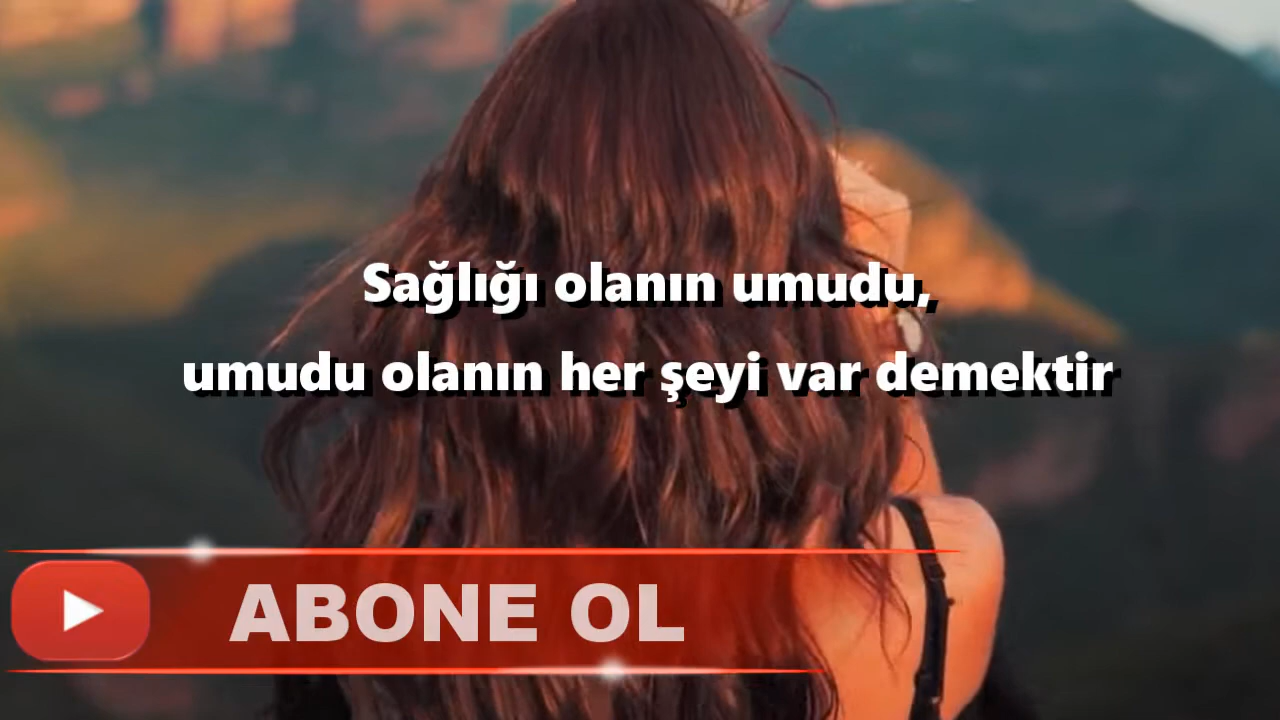 Sağlığı olanın umudu,
umudu olanın her şeyi var demektir
ABONE OL